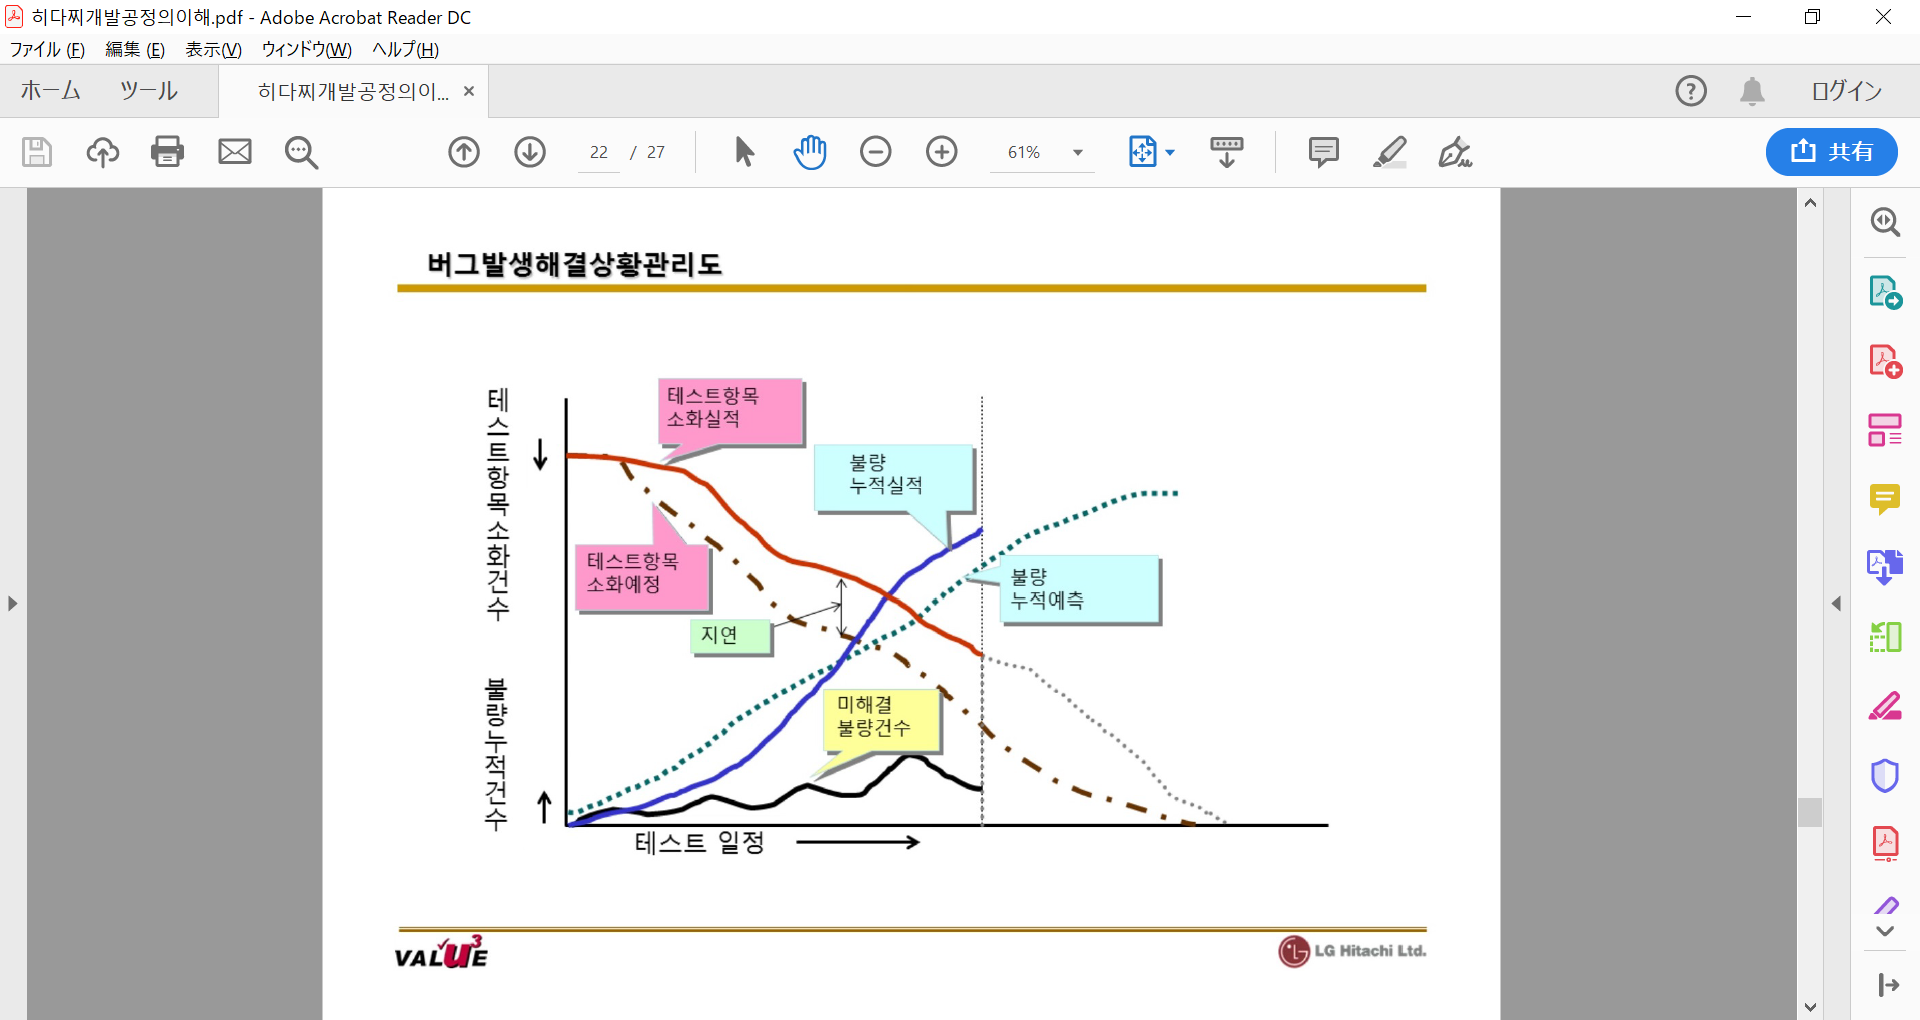 히다찌개발공정의이해.pdf - Adobe Acrobat Reader DC
ファイル (F) 編集 (E) 表示(V) ウィンドウ(W) ヘルプ(H)
ホーム ツール 히다찌개발공정의이... × ログイン
22 / 27 61% 共有
버그발생해결상황관리도
테스트항목소화건수
불량누적건수
테스트항목
소화실적
불량
누적실적
테스트항목
소화예정
불량
누적예측
지연
미해결
불량건수
테스트 일정
VALUE3
LG Hitachi Ltd.